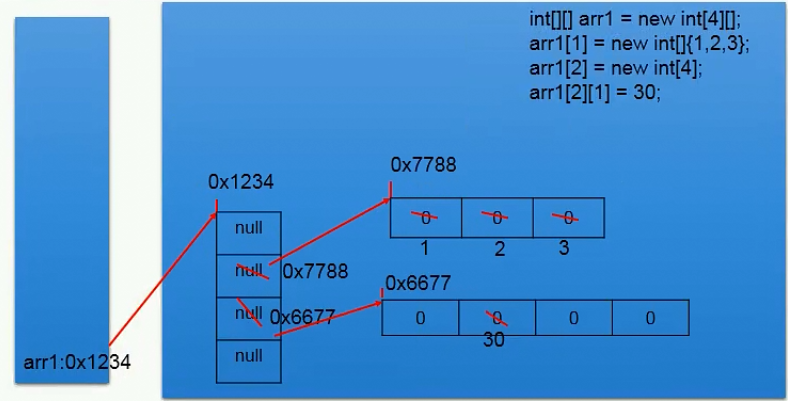 int[][] arr1 = new int[4][];
arr1[1] = new int[]{1,2,3};
arr1[2] = new int[4];
arr1[2][1] = 30;
0x7788
0x1234
0 0 0
null
1 2 3
null 0x7788
0x6677
null 0x6677
0 0 0 0
30
null
arr1:0x1234